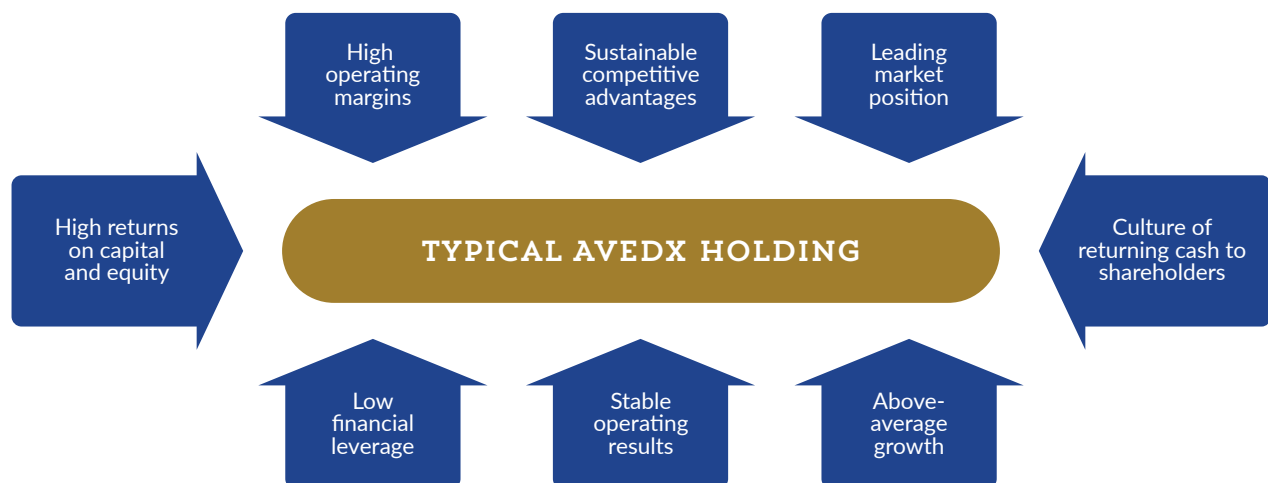 High
operating
margins
Sustainable
competitive
advantages
Leading
market
position
High returns
on capital
and equity
TYPICAL AVEDX HOLDING
Culture of
returning cash to
shareholders
Low
financial
leverage
Stable
operating
results
Above-
average
growth